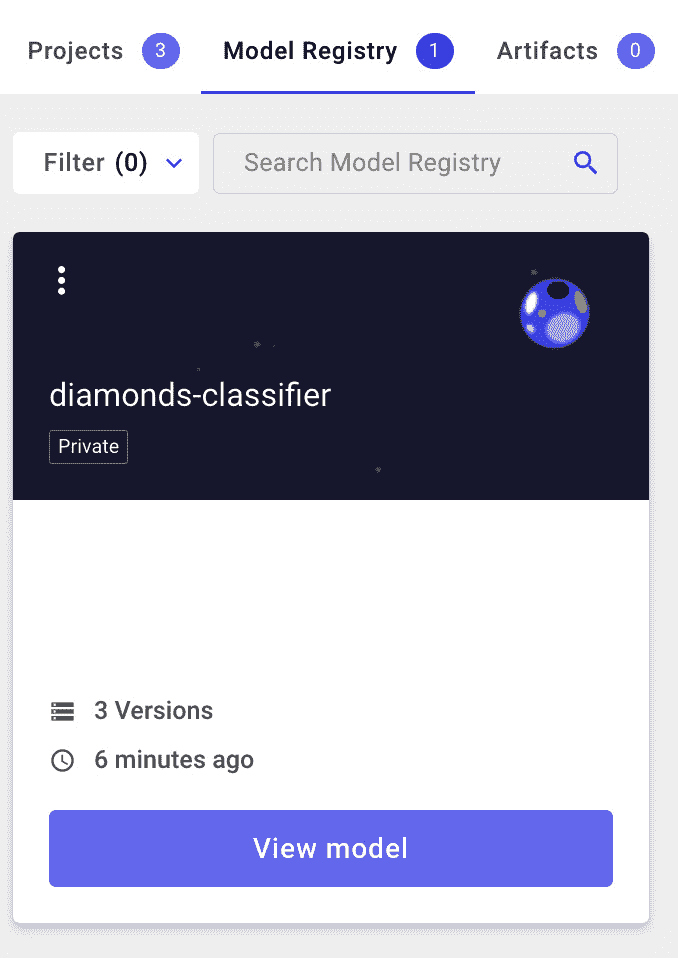 Projects 3 Model Registry 1 Artifacts 0
Filter (0) Search Model Registry
diamonds-classifier
Private
3 Versions
6 minutes ago
View model